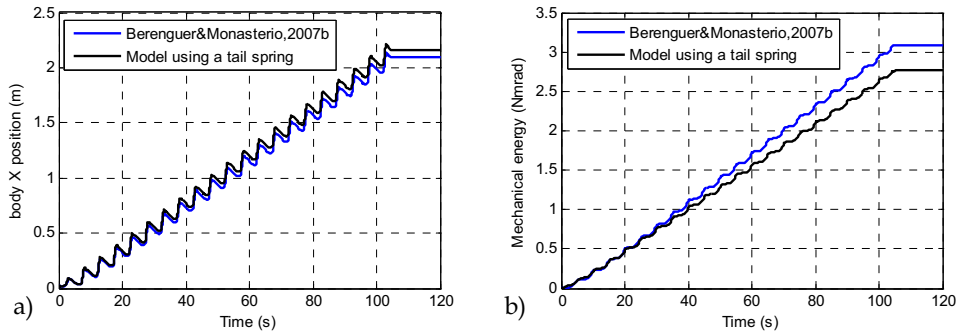 a)
body X position (m)
2.5
2
1.5
1
0.5
0
0 20 40 60 80 100 120
Time (s)
Berenguer&Monasterio,2007b
Model using a tail spring
b)
Mechanical energy (Nmrad)
3.5
3
2.5
2
1.5
1
0.5
0
0 20 40 60 80 100 120
Time (s)
Berenguer&Monasterio,2007b
Model using a tail spring